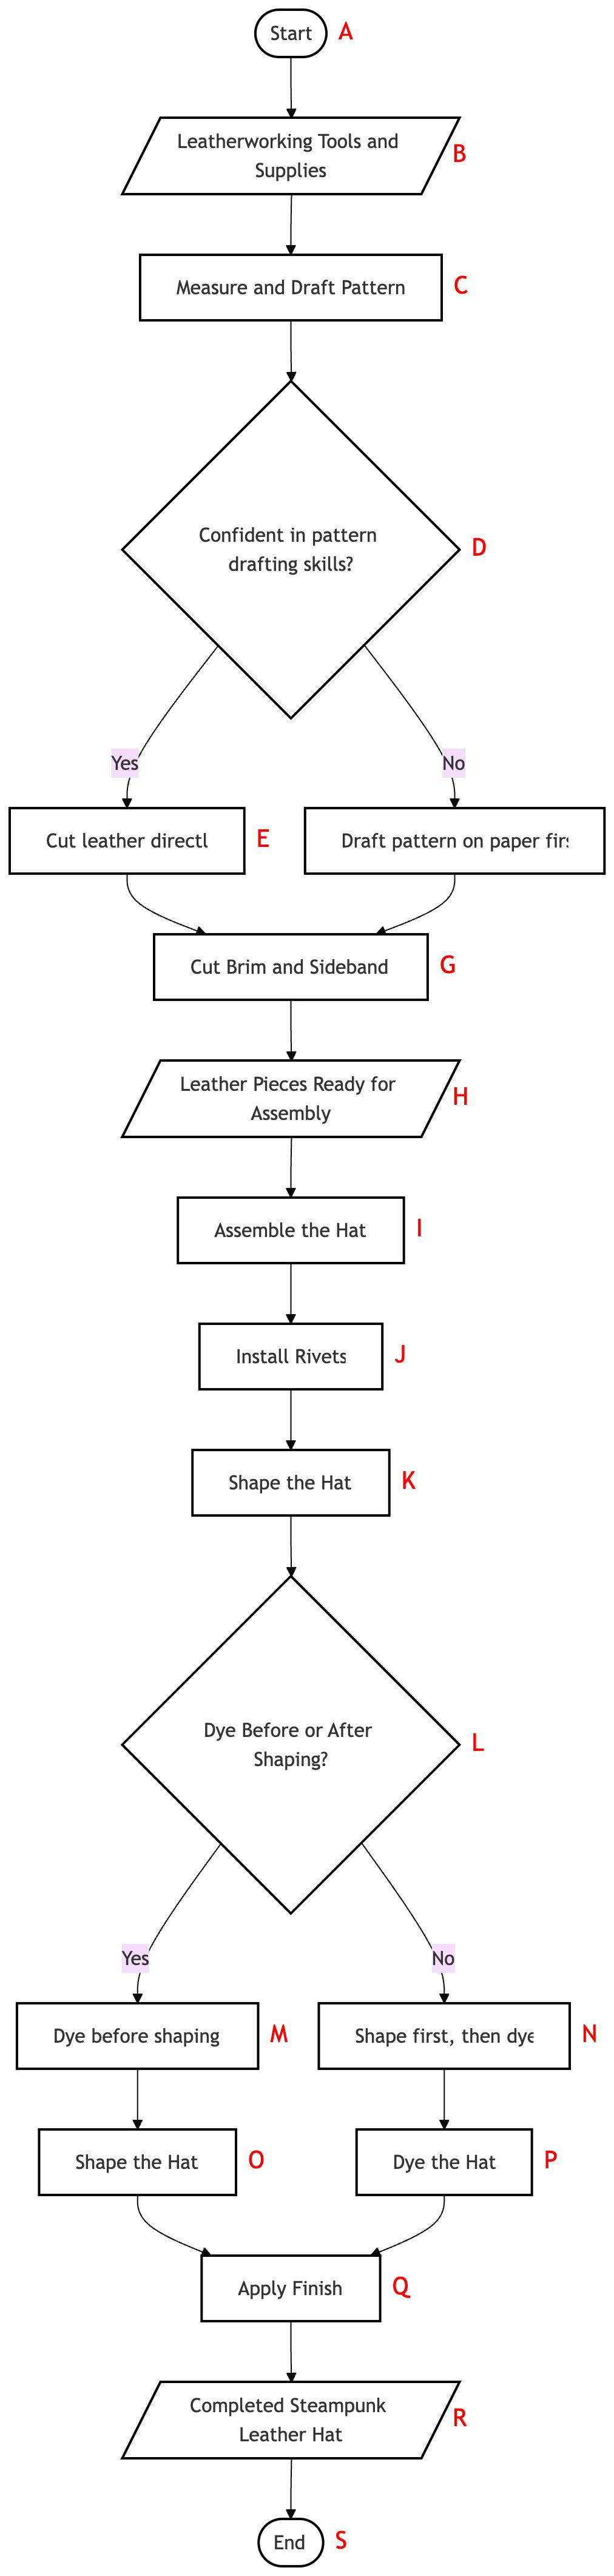 Start A
Leatherworking Tools and
Supplies
B
Measure and Draft Pattern C
Confident in pattern
drafting skills?
D
Yes No
Cut leather directl E Draft pattern on paper firs
Cut Brim and Sideband G
Leather Pieces Ready for
Assembly
H
Assemble the Hat I
Install Rivets J
Shape the Hat K
Dye Before or After
Shaping?
L
Yes No
Dye before shaping M Shape first, then dye N
Shape the Hat O Dye the Hat P
Apply Finish Q
Completed Steampunk
Leather Hat
R
End S